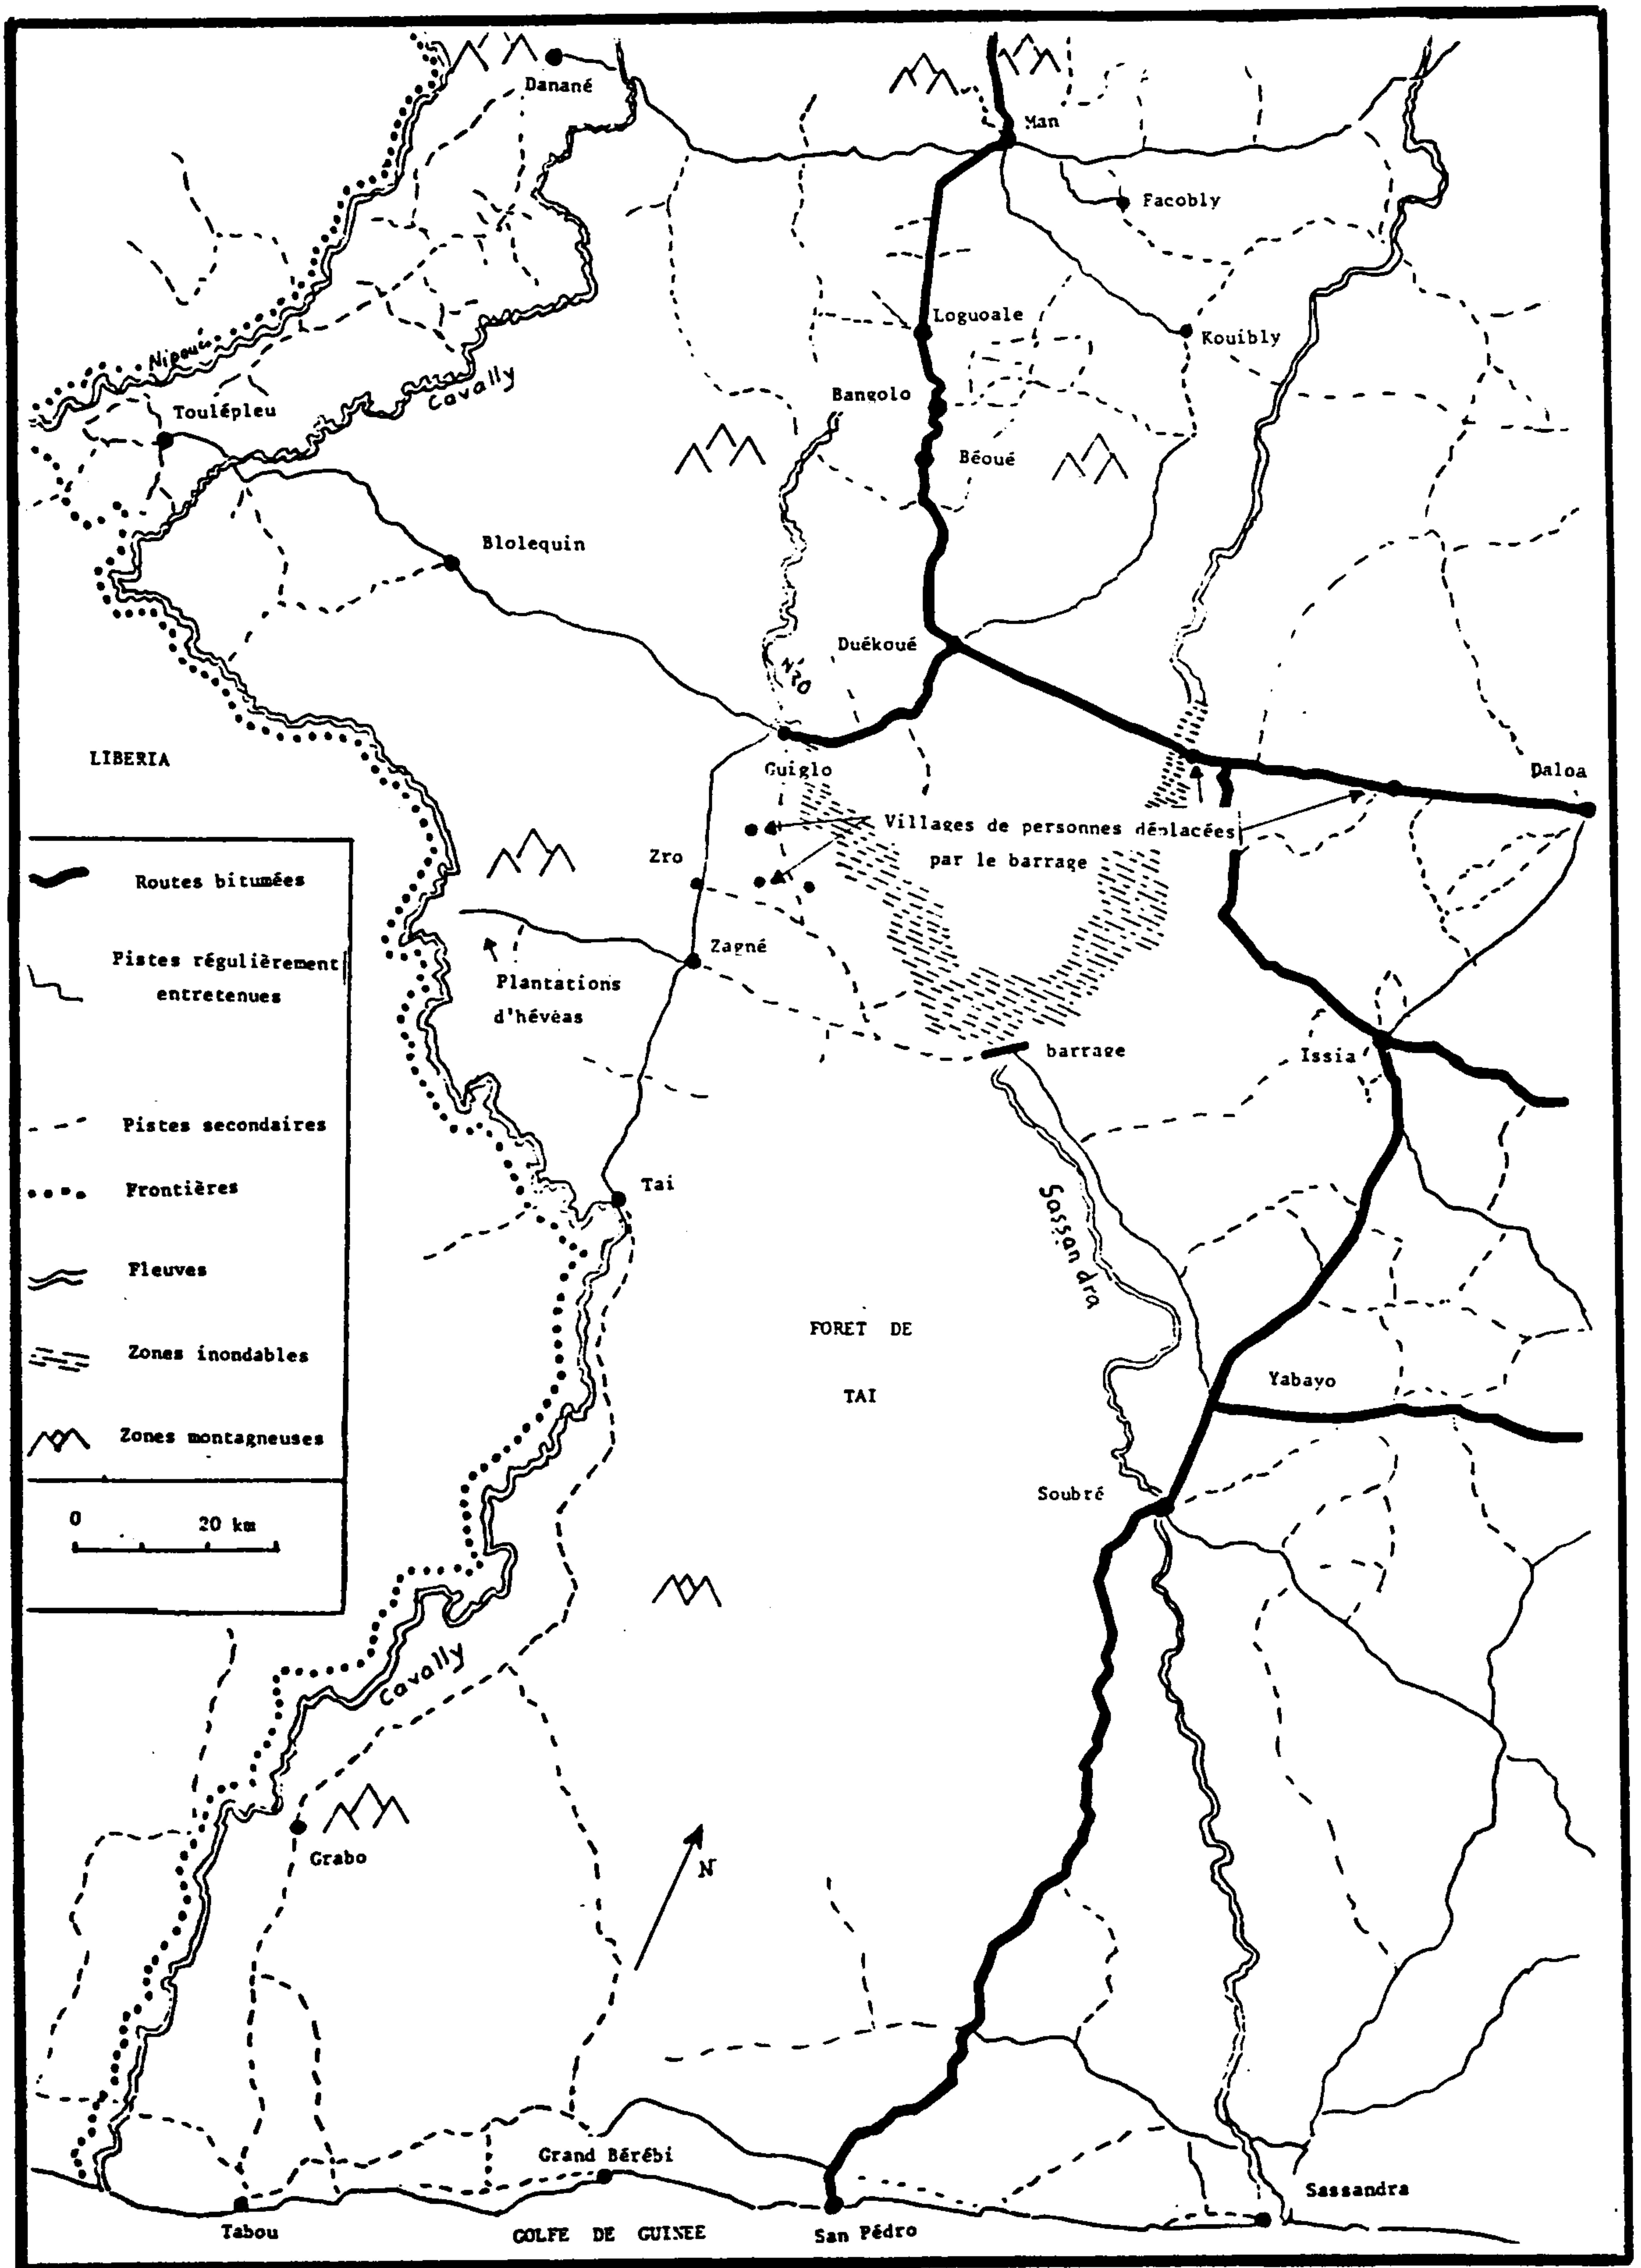 Danané
Man
Facobly
Loguoale
Kouibly
Nipoué
Cavally
Bangolo
Toulépleu
Béoué
Blolequin
Duékoué
N'zo
LIBERIA
Guiglo
Daloa
Villages de personnes déplacées
par le barrage
Zro
Zagné
Plantations
d'hévéas
barrage
Issia
Routes bitumées
Pistes régulièrement
entretenues
Pistes secondaires
Frontières
Fleuves
Zones inondables
Zones montagneuses
0 20 km
Tai
Sassandra
FORET DE
TAI
Yabayo
Soubré
Cavally
Grabo
N
Grand Bérébi
Sassandra
Tabou
GOLFE DE GUINEE
San Pédro